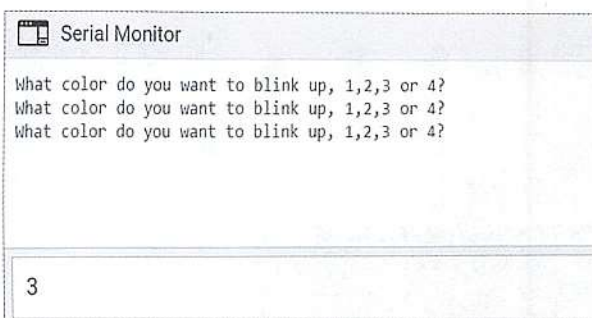 Serial Monitor
What color do you want to blink up, 1,2,3 or 4?
What color do you want to blink up, 1,2,3 or 4?
What color do you want to blink up, 1,2,3 or 4?
3